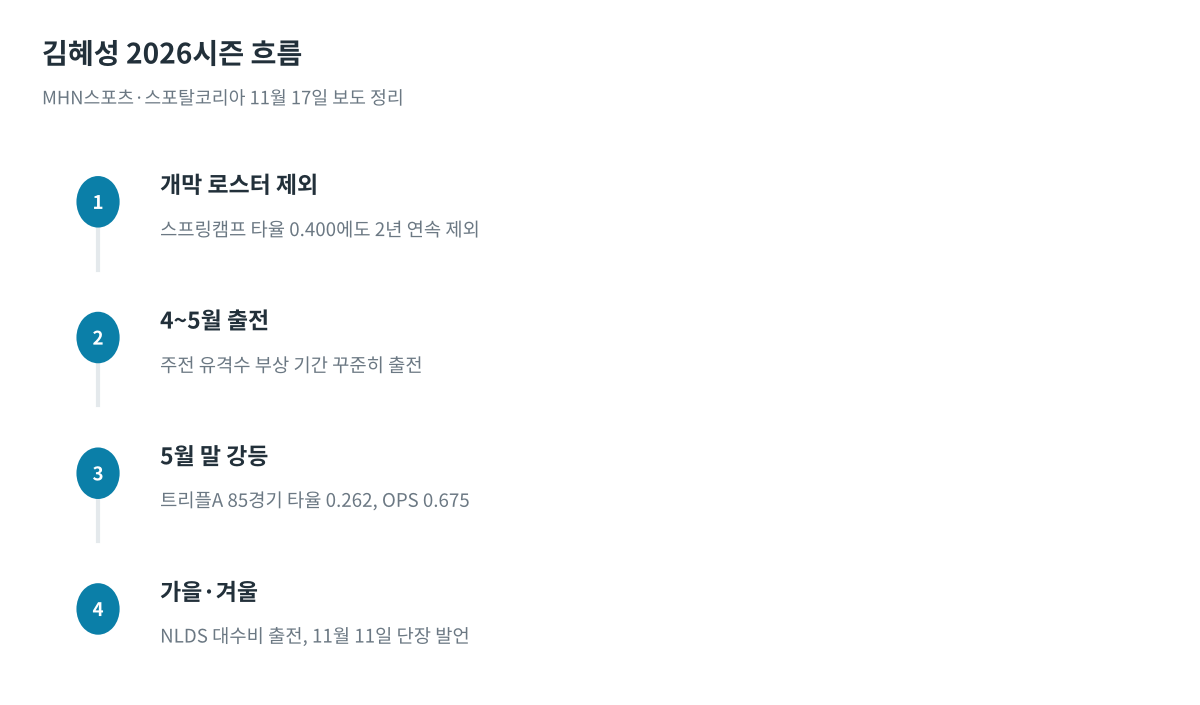 김혜성 2026시즌 흐름
MHN스포츠·스포탈코리아 11월 17일 보도 정리
1
개막 로스터 제외
스프링캠프 타율 0.400에도 2년 연속 제외
2
4~5월 출전
주전 유격수 부상 기간 꾸준히 출전
3
5월 말 강등
트리플A 85경기 타율 0.262, OPS 0.675
4
가을·겨울
NLDS 대수비 출전, 11월 11일 단장 발언